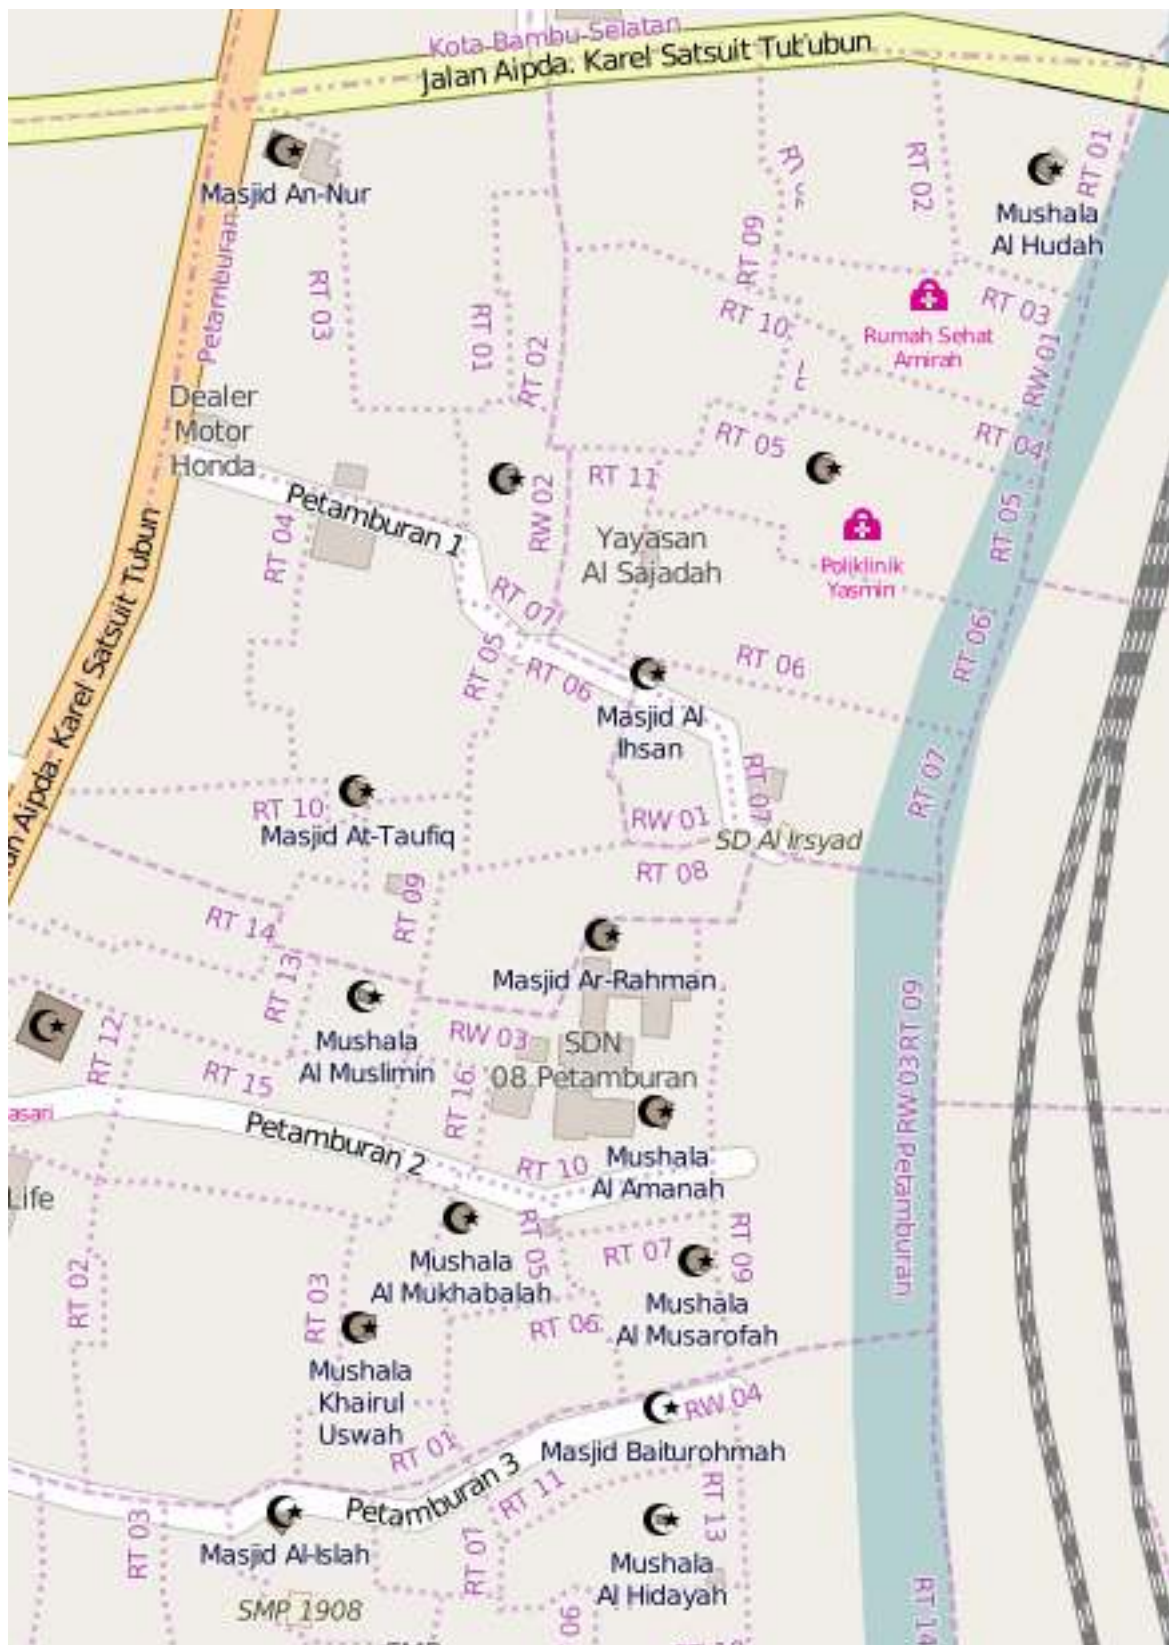 Kota Bambu Selatan
Jalan Aipda. Karel Satsuit Tubun
Masjid An-Nur
RT 02
RT 01
Mushala
Al Hudah
Petamburan
RT 03
RT 01
RT 02
RT 09
RT 10
Rumah Sehat
Amirah
RT 03
RW 01
Dealer
Motor
Honda
RT 05
RT 04
RT 11
Petamburan 1
RT 04
RW 02
Yayasan
Al Sajadah
Poliklinik
Yasmin
RT 05
Aipda. Karel Satsuit Tubun
RT 07
RT 05
RT 06
RT 06
RT 06
Masjid Al
Ihsan
RT 07
RT 07
RT 10
Masjid At-Taufiq
RW 01
SD Al Irsyad
RT 08
RT 09
RT 14
RT 13
Masjid Ar-Rahman
RT 12
Mushala
Al Muslimin
RW 03
SDN
08 Petamburan
RT 15
RT 16
RT 09
RW 03
Petamburan
asari
Petamburan 2
RT 10
Mushala
Al Amanah
Life
RT 05
RT 07
RT 09
Mushala
Al Mukhabalah
Mushala
Al Musarofah
RT 02
RT 03
RT 06
Mushala
Khairul
Uswah
RW 04
RT 01
Masjid Baiturohmah
Petamburan 3
RT 11
RT 13
RT 03
Masjid Al-Islah
RT 07
Mushala
Al Hidayah
SMP 1908
06
RT 14